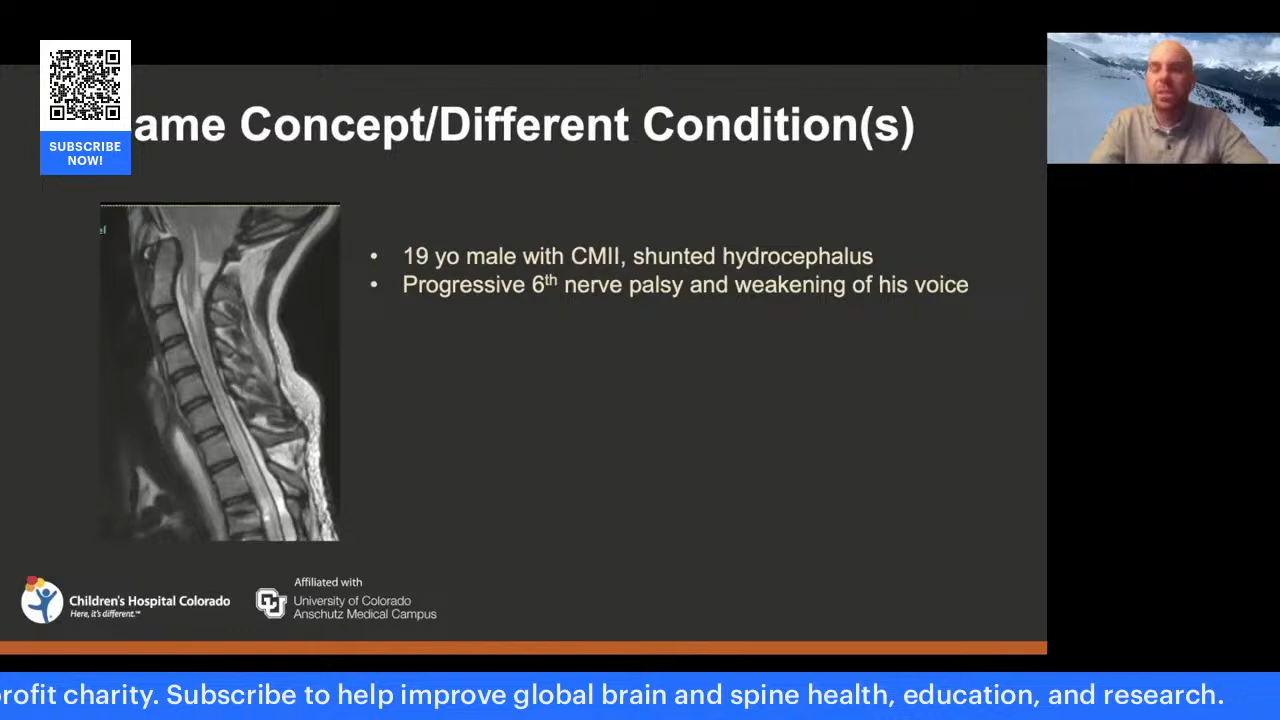 SUBSCRIBE
NOW!
ame Concept/Different Condition(s)
el
• 19 yo male with CMII, shunted hydrocephalus
• Progressive 6th nerve palsy and weakening of his voice
Children's Hospital Colorado
Here, it's different.™
Affiliated with
University of Colorado
Anschutz Medical Campus
rofit charity. Subscribe to help improve global brain and spine health, education, and research.